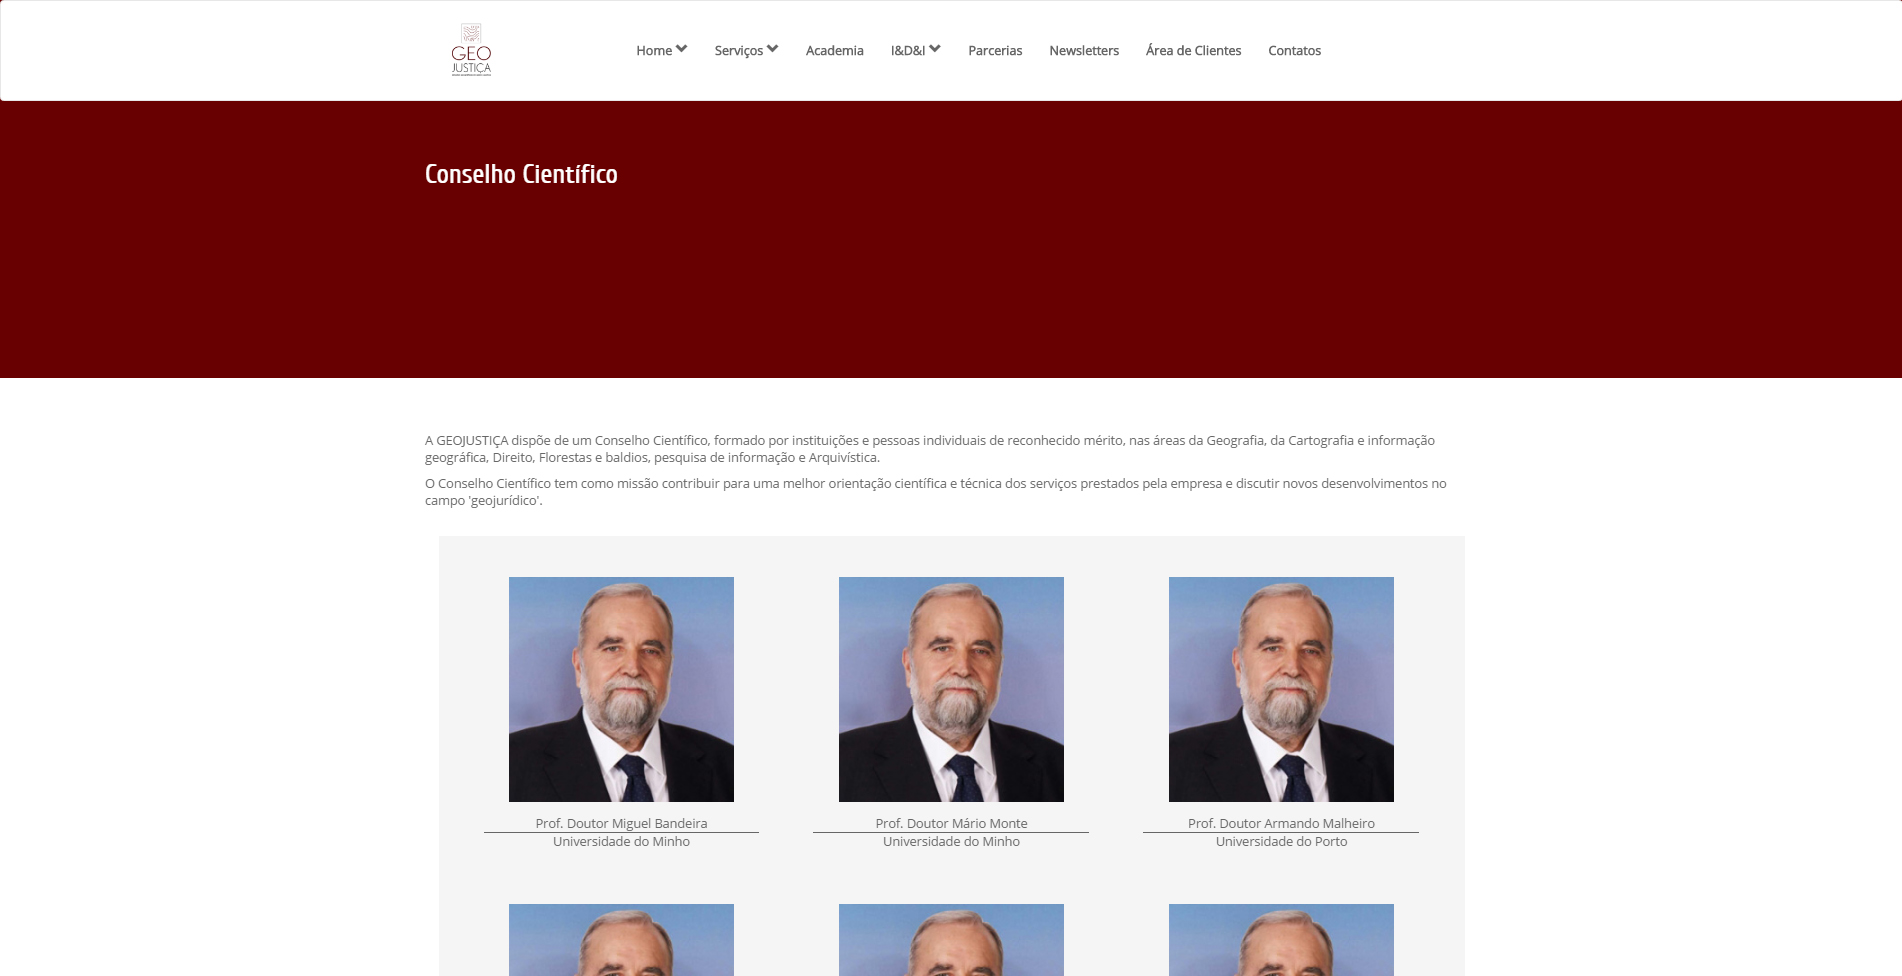 GEO
JUSTIÇA
Home
Serviços
Academia
I&D&I
Parcerias
Newsletters
Área de Clientes
Contatos
Conselho Científico
A GEOJUSTIÇA dispõe de um Conselho Científico, formado por instituições e pessoas individuais de reconhecido mérito, nas áreas da Geografia, da Cartografia e informação
geográfica, Direito, Florestas e baldios, pesquisa de informação e Arquivística.
O Conselho Científico tem como missão contribuir para uma melhor orientação científica e técnica dos serviços prestados pela empresa e discutir novos desenvolvimentos no
campo 'geojurídico'.
Prof. Doutor Miguel Bandeira
Universidade do Minho
Prof. Doutor Mário Monte
Universidade do Minho
Prof. Doutor Armando Malheiro
Universidade do Porto